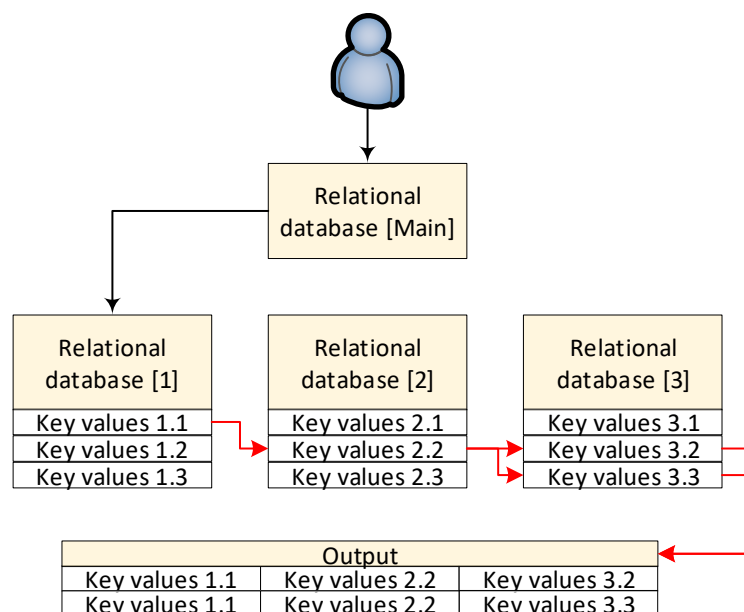 Relational
database [Main]
Relational
database [1]
Relational
database [2]
Relational
database [3]
Key values 1.1
Key values 2.1
Key values 3.1
Key values 1.2
Key values 2.2
Key values 3.2
Key values 1.3
Key values 2.3
Key values 3.3
Output
Key values 1.1
Key values 2.2
Key values 3.2
Key values 1.1
Key values 2.2
Key values 3.3